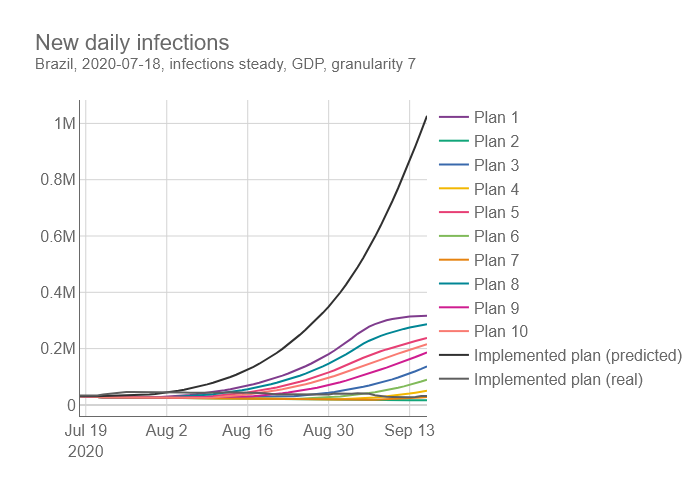 New daily infections
Brazil, 2020-07-18, infections steady, GDP, granularity 7
1M
0.8M
0.6M
0.4M
0.2M
0
Jul 19
2020
Aug 2
Aug 16
Aug 30
Sep 13
Plan 1
Plan 2
Plan 3
Plan 4
Plan 5
Plan 6
Plan 7
Plan 8
Plan 9
Plan 10
Implemented plan (predicted)
Implemented plan (real)